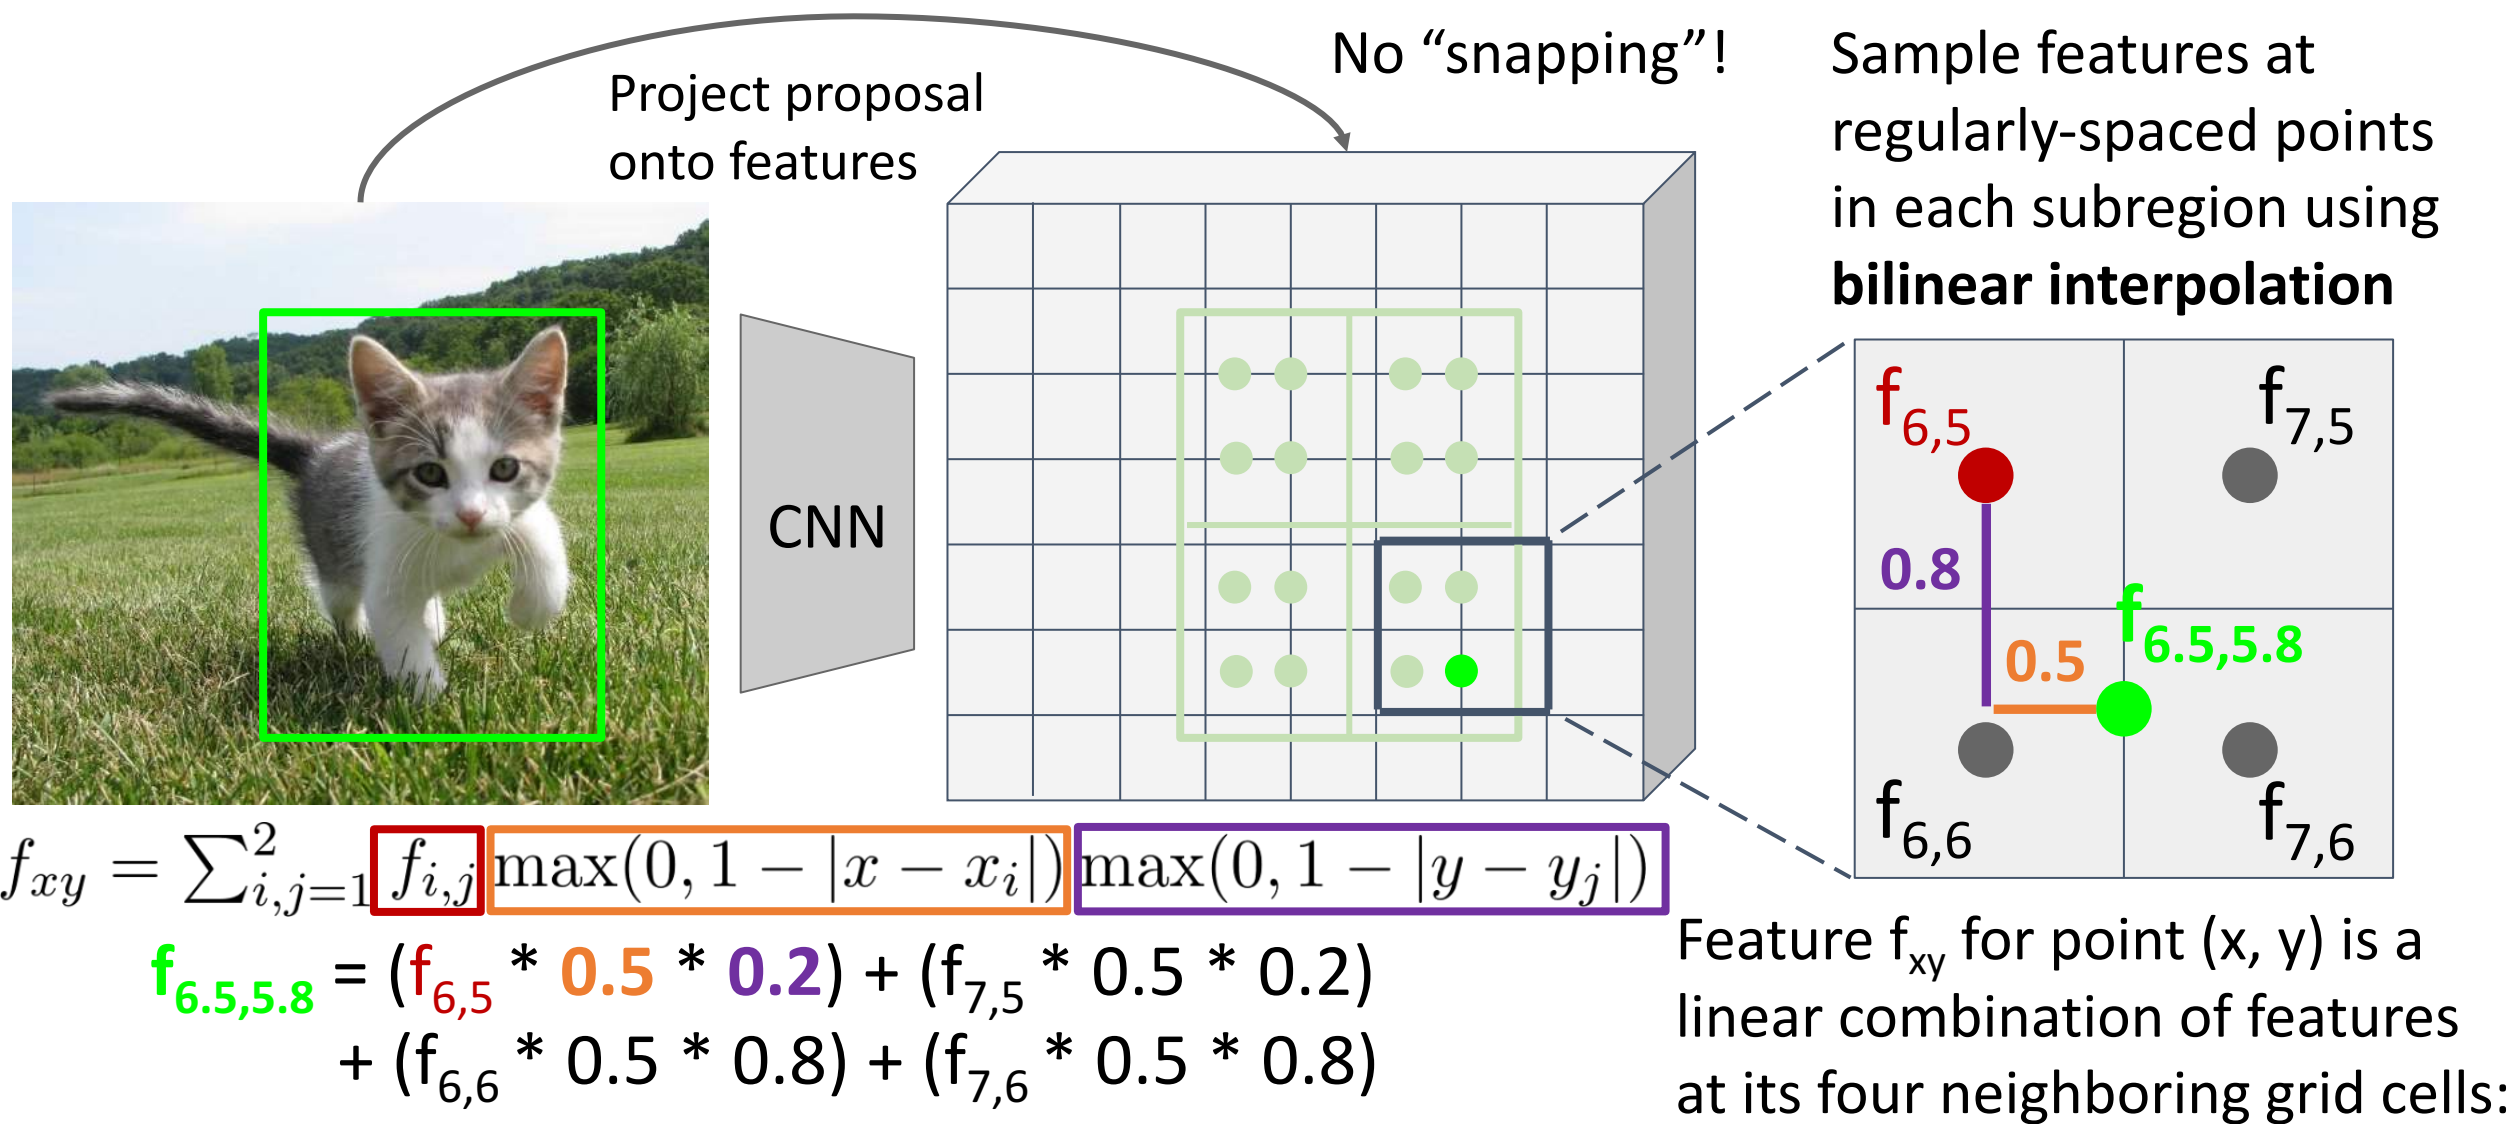 Project proposal
onto features
No “snapping”!
Sample features at
regularly-spaced points
in each subregion using
bilinear interpolation
CNN
f6,5
f7,5
0.8
f6.5,5.8
0.5
f6,6
f7,6
fxy = ∑²i,j=1 fi,j max(0, 1 − |x − xi|) max(0, 1 − |y − yj|)
f6.5,5.8 = (f6,5 * 0.5 * 0.2) + (f7,5 * 0.5 * 0.2)
+ (f6,6 * 0.5 * 0.8) + (f7,6 * 0.5 * 0.8)
Feature fxy for point (x, y) is a
linear combination of features
at its four neighboring grid cells: